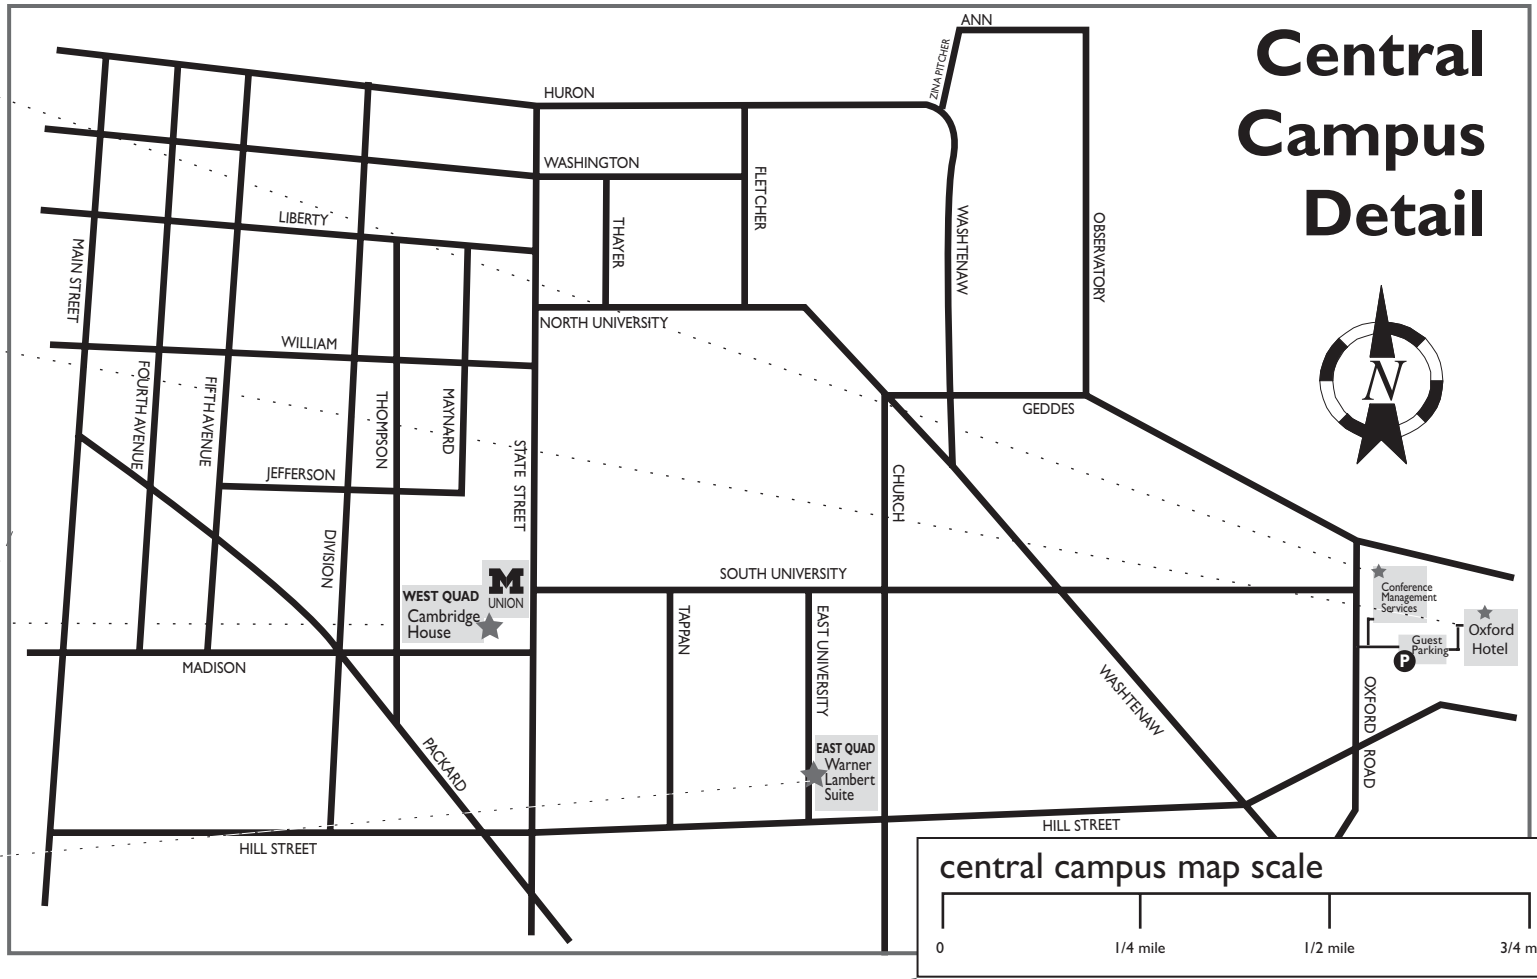 ANN
Central
Campus
Detail
ZINA PITCHER
HURON
WASHINGTON
FLETCHER
THAYER
WASHTENAW
OBSERVATORY
LIBERTY
MAIN STREET
NORTH UNIVERSITY
WILLIAM
N
FOURTH AVENUE
FIFTH AVENUE
THOMPSON
MAYNARD
GEDDES
STATE STREET
JEFFERSON
CHURCH
DIVISION
SOUTH UNIVERSITY
M
UNION
WEST QUAD
Cambridge
House
Conference
Management
Services
Oxford
Hotel
Guest
Parking
P
TAPPAN
EAST UNIVERSITY
MADISON
WASHTENAW
OXFORD ROAD
PACKARD
EAST QUAD
Warner
Lambert
Suite
HILL STREET
HILL STREET
central campus map scale
0 1/4 mile 1/2 mile 3/4 m